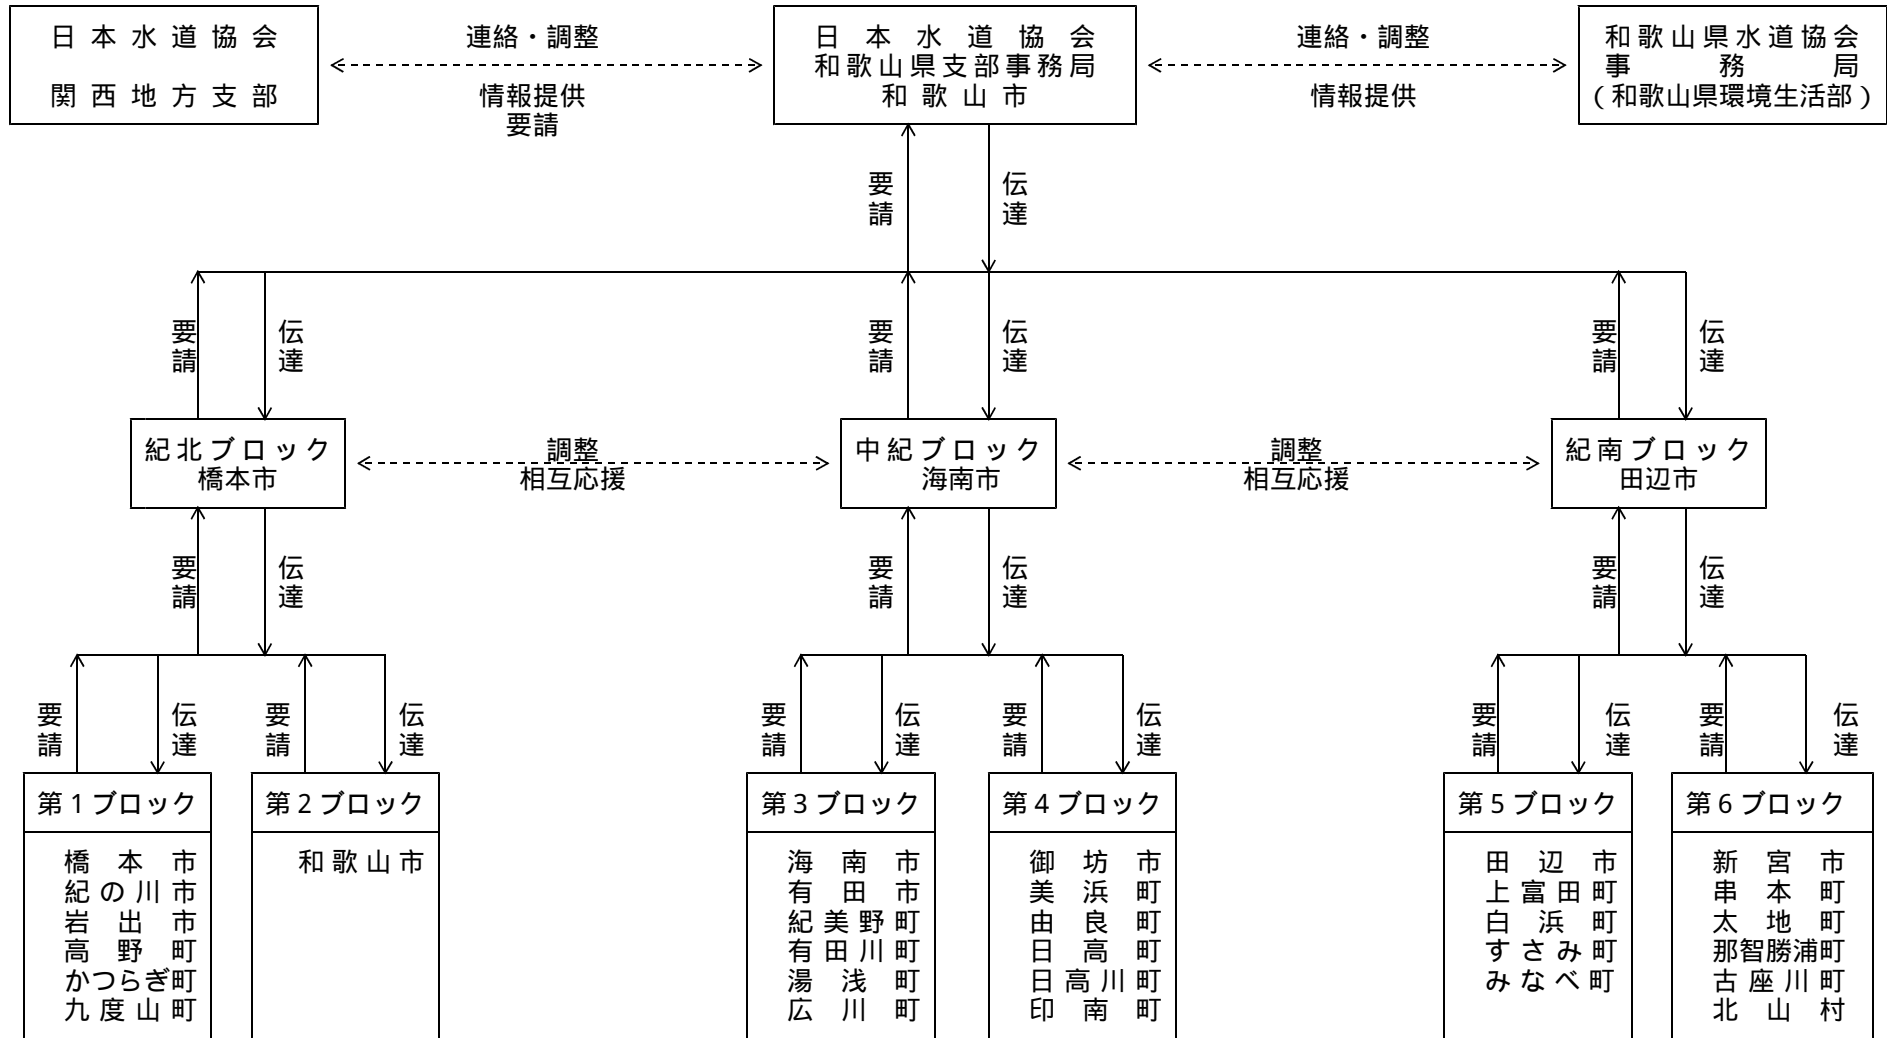 日本水道協会
関西地方支部
連絡・調整
情報提供
要請
日本水道協会
和歌山県支部事務局
和歌山市
連絡・調整
情報提供
和歌山県水道協会
事務局
(和歌山県環境生活部)
要請
伝達
要請
伝達
要請
伝達
要請
伝達
紀北ブロック
橋本市
調整
相互応援
中紀ブロック
海南市
調整
相互応援
紀南ブロック
田辺市
要請
伝達
要請
伝達
要請
伝達
要請
伝達
要請
伝達
要請
伝達
要請
伝達
要請
伝達
要請
伝達
第1ブロック
橋本市
紀の川市
岩出市
高野町
かつらぎ町
九度山町
第2ブロック
和歌山市
第3ブロック
海南市
有田市
紀美野町
有田川町
湯浅町
広川町
第4ブロック
御坊市
美浜町
由良町
日高町
日高川町
印南町
第5ブロック
田辺市
上富田町
白浜町
すさみ町
みなべ町
第6ブロック
新宮市
串本町
太地町
那智勝浦町
古座川町
北山村